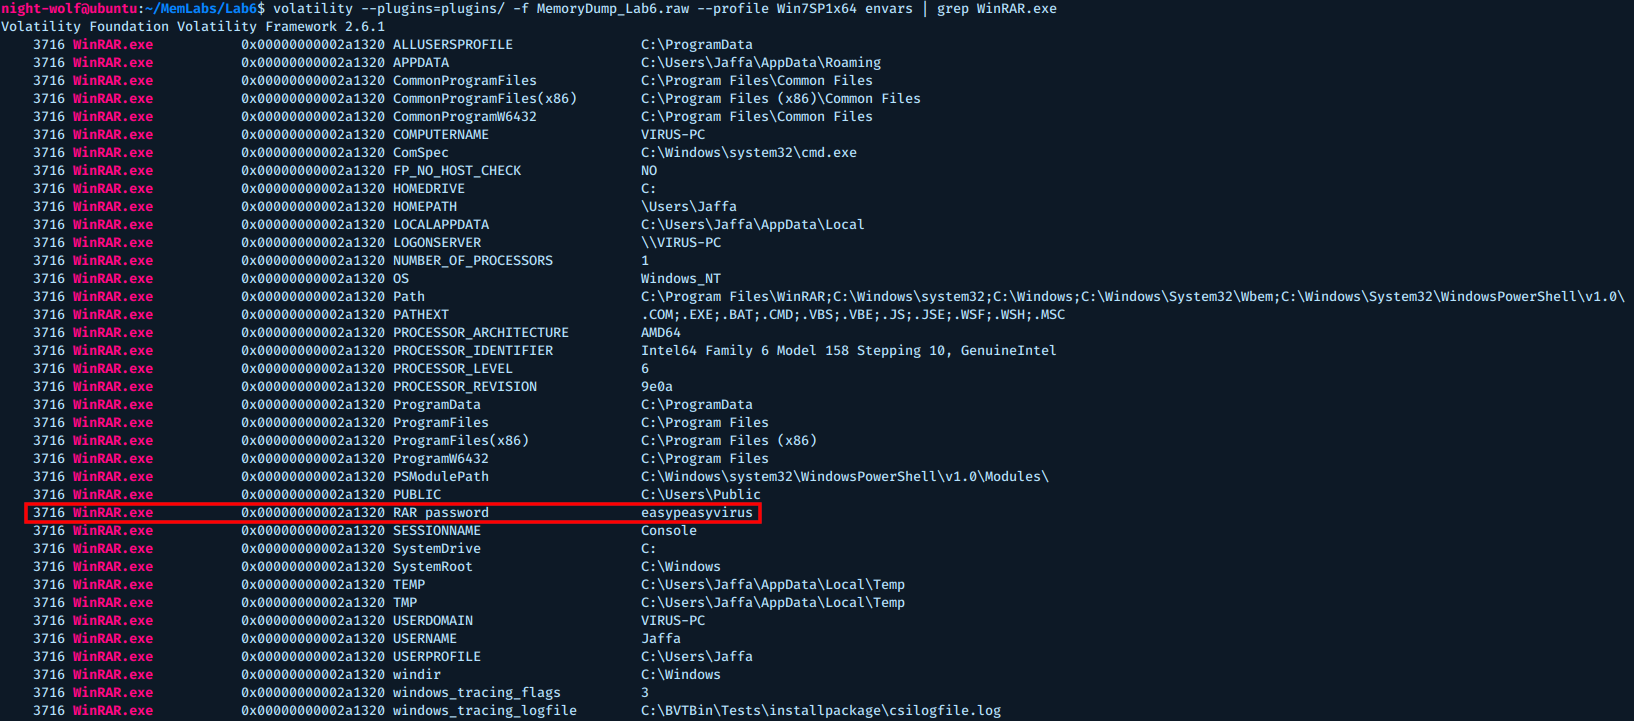 night-wolf@ubuntu:~/MemLabs/Lab6$ volatility --plugins=plugins/ -f MemoryDump_Lab6.raw --profile Win7SP1x64 envars | grep WinRAR.exe
Volatility Foundation Volatility Framework 2.6.1
3716 WinRAR.exe 0x00000000002a1320 ALLUSERSPROFILE C:\ProgramData
3716 WinRAR.exe 0x00000000002a1320 APPDATA C:\Users\Jaffa\AppData\Roaming
3716 WinRAR.exe 0x00000000002a1320 CommonProgramFiles C:\Program Files\Common Files
3716 WinRAR.exe 0x00000000002a1320 CommonProgramFiles(x86) C:\Program Files (x86)\Common Files
3716 WinRAR.exe 0x00000000002a1320 CommonProgramW6432 C:\Program Files\Common Files
3716 WinRAR.exe 0x00000000002a1320 COMPUTERNAME VIRUS-PC
3716 WinRAR.exe 0x00000000002a1320 ComSpec C:\Windows\system32\cmd.exe
3716 WinRAR.exe 0x00000000002a1320 FP_NO_HOST_CHECK NO
3716 WinRAR.exe 0x00000000002a1320 HOMEDRIVE C:
3716 WinRAR.exe 0x00000000002a1320 HOMEPATH \Users\Jaffa
3716 WinRAR.exe 0x00000000002a1320 LOCALAPPDATA C:\Users\Jaffa\AppData\Local
3716 WinRAR.exe 0x00000000002a1320 LOGONSERVER \\VIRUS-PC
3716 WinRAR.exe 0x00000000002a1320 NUMBER_OF_PROCESSORS 1
3716 WinRAR.exe 0x00000000002a1320 OS Windows_NT
3716 WinRAR.exe 0x00000000002a1320 Path C:\Program Files\WinRAR;C:\Windows\system32;C:\Windows;C:\Windows\System32\Wbem;C:\Windows\System32\WindowsPowerShell\v1.0\
3716 WinRAR.exe 0x00000000002a1320 PATHEXT .COM;.EXE;.BAT;.CMD;.VBS;.VBE;.JS;.JSE;.WSF;.WSH;.MSC
3716 WinRAR.exe 0x00000000002a1320 PROCESSOR_ARCHITECTURE AMD64
3716 WinRAR.exe 0x00000000002a1320 PROCESSOR_IDENTIFIER Intel64 Family 6 Model 158 Stepping 10, GenuineIntel
3716 WinRAR.exe 0x00000000002a1320 PROCESSOR_LEVEL 6
3716 WinRAR.exe 0x00000000002a1320 PROCESSOR_REVISION 9e0a
3716 WinRAR.exe 0x00000000002a1320 ProgramData C:\ProgramData
3716 WinRAR.exe 0x00000000002a1320 ProgramFiles C:\Program Files
3716 WinRAR.exe 0x00000000002a1320 ProgramFiles(x86) C:\Program Files (x86)
3716 WinRAR.exe 0x00000000002a1320 ProgramW6432 C:\Program Files
3716 WinRAR.exe 0x00000000002a1320 PSModulePath C:\Windows\system32\WindowsPowerShell\v1.0\Modules\
3716 WinRAR.exe 0x00000000002a1320 PUBLIC C:\Users\Public
3716 WinRAR.exe 0x00000000002a1320 RAR password easypeasyvirus
3716 WinRAR.exe 0x00000000002a1320 SESSIONNAME Console
3716 WinRAR.exe 0x00000000002a1320 SystemDrive C:
3716 WinRAR.exe 0x00000000002a1320 SystemRoot C:\Windows
3716 WinRAR.exe 0x00000000002a1320 TEMP C:\Users\Jaffa\AppData\Local\Temp
3716 WinRAR.exe 0x00000000002a1320 TMP C:\Users\Jaffa\AppData\Local\Temp
3716 WinRAR.exe 0x00000000002a1320 USERDOMAIN VIRUS-PC
3716 WinRAR.exe 0x00000000002a1320 USERNAME Jaffa
3716 WinRAR.exe 0x00000000002a1320 USERPROFILE C:\Users\Jaffa
3716 WinRAR.exe 0x00000000002a1320 windir C:\Windows
3716 WinRAR.exe 0x00000000002a1320 windows_tracing_flags 3
3716 WinRAR.exe 0x00000000002a1320 windows_tracing_logfile C:\BVTBin\Tests\installpackage\csilogfile.log